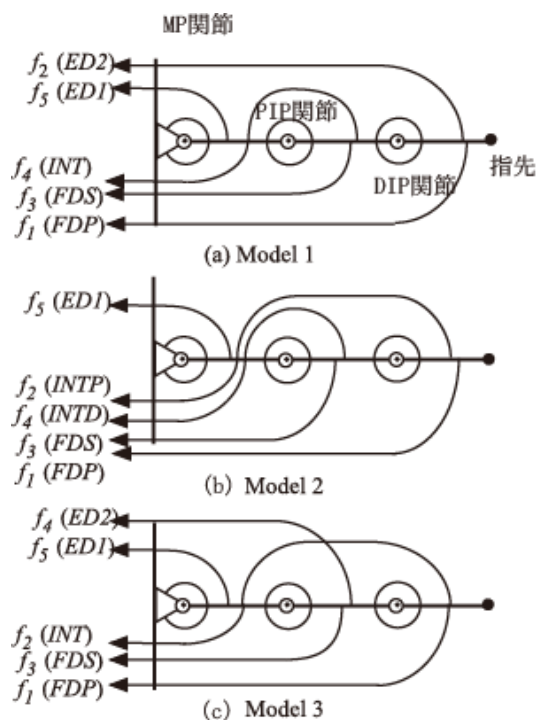 MP関節
f2 (ED2)
f5 (ED1)
PIP関節
f4 (INT)
DIP関節
指先
f3 (FDS)
f1 (FDP)
(a) Model 1
f5 (ED1)
f2 (INTP)
f4 (INTD)
f3 (FDS)
f1 (FDP)
(b) Model 2
f4 (ED2)
f5 (ED1)
f2 (INT)
f3 (FDS)
f1 (FDP)
(c) Model 3